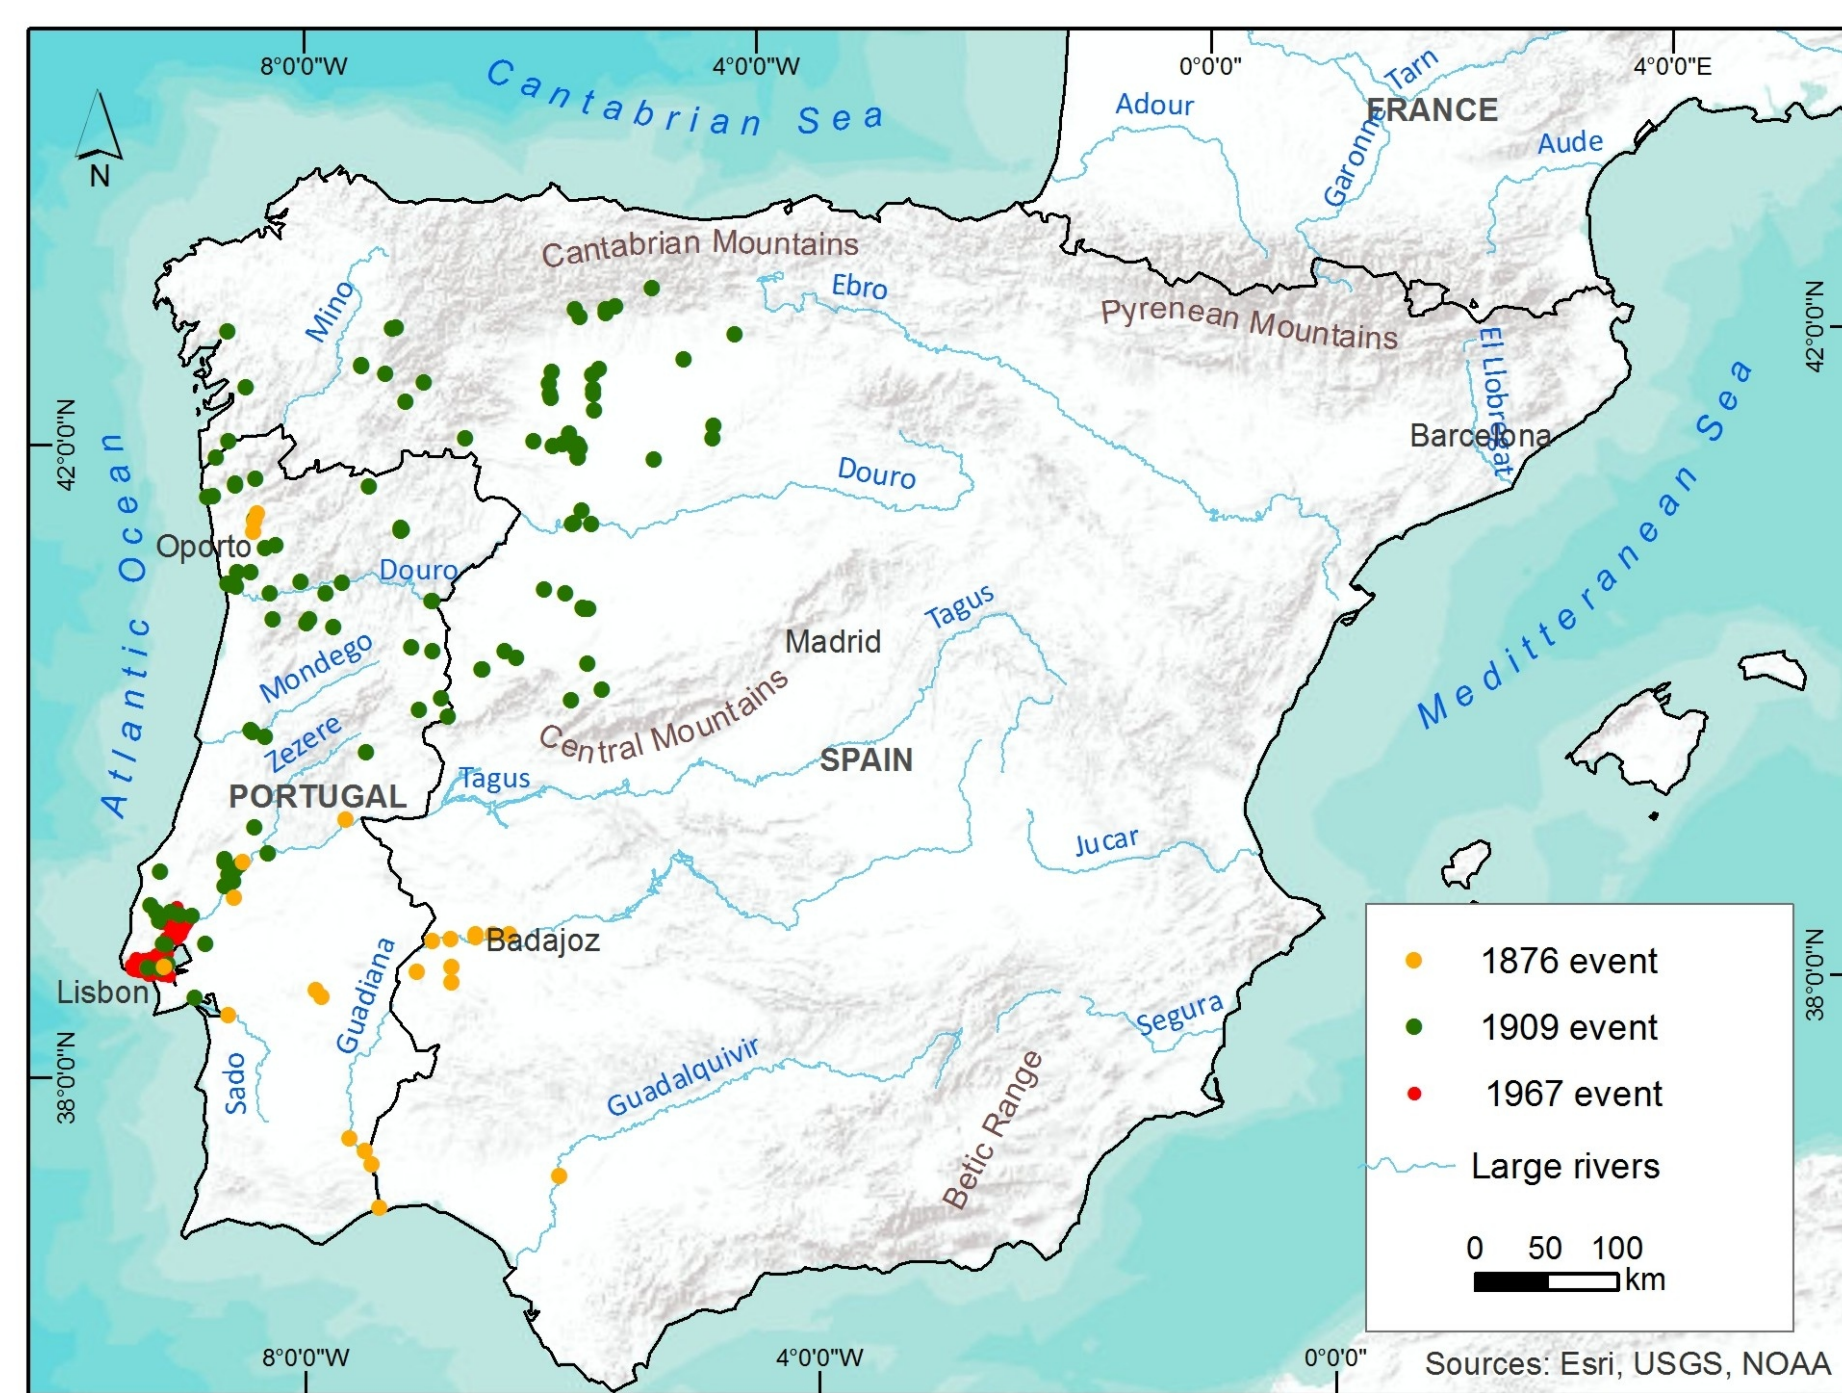 8°0'0"W
4°0'0"W
0°0'0"
4°0'0"E
Cantabrian Sea
Tarn
Adour
FRANCE
Garonne
Aude
N
Cantabrian Mountains
Mino
Ebro
Pyrenean Mountains
42°0'0"N
El Llobregat
Barcelona
42°0'0"N
Atlantic Ocean
Douro
Meditteranean Sea
Oporto
Douro
Tagus
Madrid
Mondego
Central Mountains
Zezere
SPAIN
Tagus
PORTUGAL
Jucar
Badajoz
Lisbon
Guadiana
Segura
38°0'0"N
38°0'0"N
Sado
Guadalquivir
Betic Range
1876 event
1909 event
1967 event
Large rivers
0 50 100
km
8°0'0"W
4°0'0"W
0°0'0"
Sources: Esri, USGS, NOAA